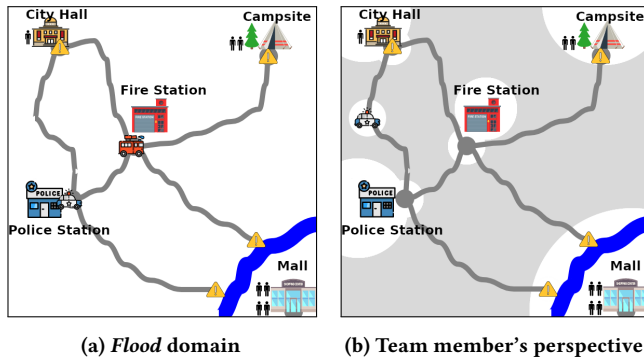 City Hall
Campsite
Fire Station
POLICE
Police Station
Mall
City Hall
Campsite
Fire Station
POLICE
Police Station
Mall
(a) Flood domain
(b) Team member's perspective